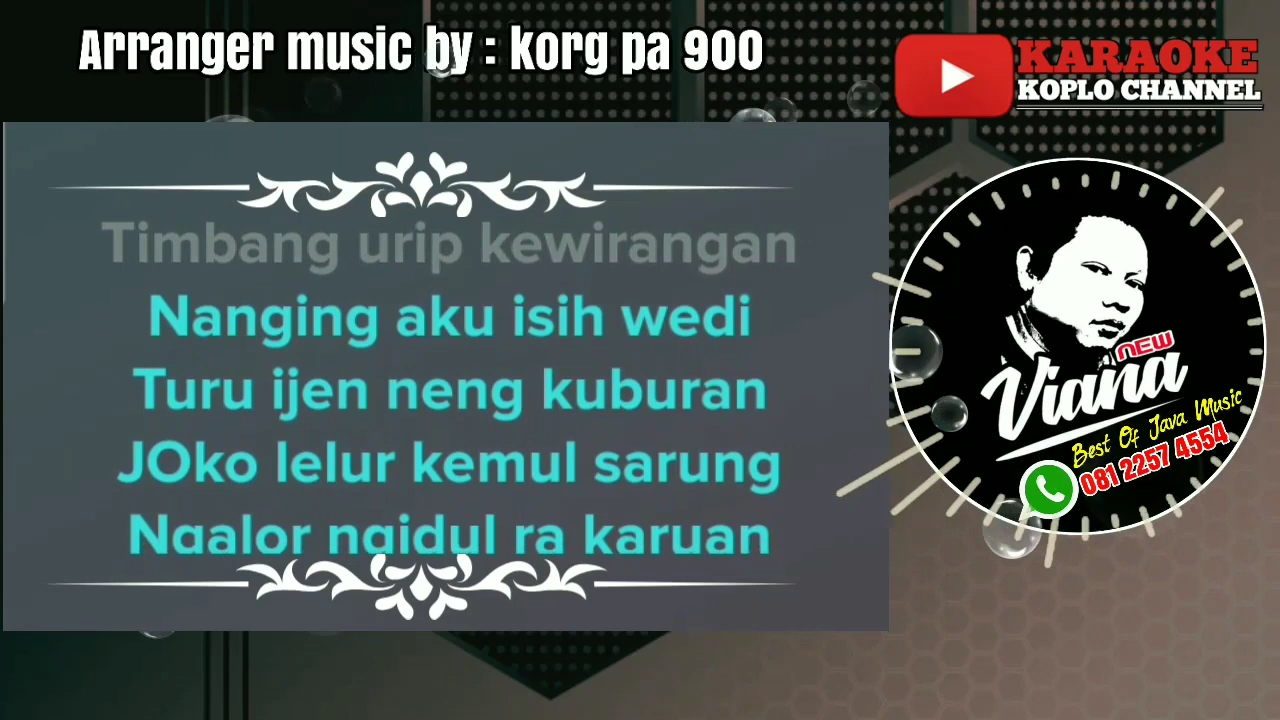 Arranger music by : korg pa 900
KARAOKE
KOPLO CHANNEL
Timbang urip kewirangan
Nanging aku isih wedi
Turu ijen neng kuburan
JOko lelur kemul sarung
Ngalor ngidul ra karuan
NEW
Viana
Best Of Java Music
081 2257 4554